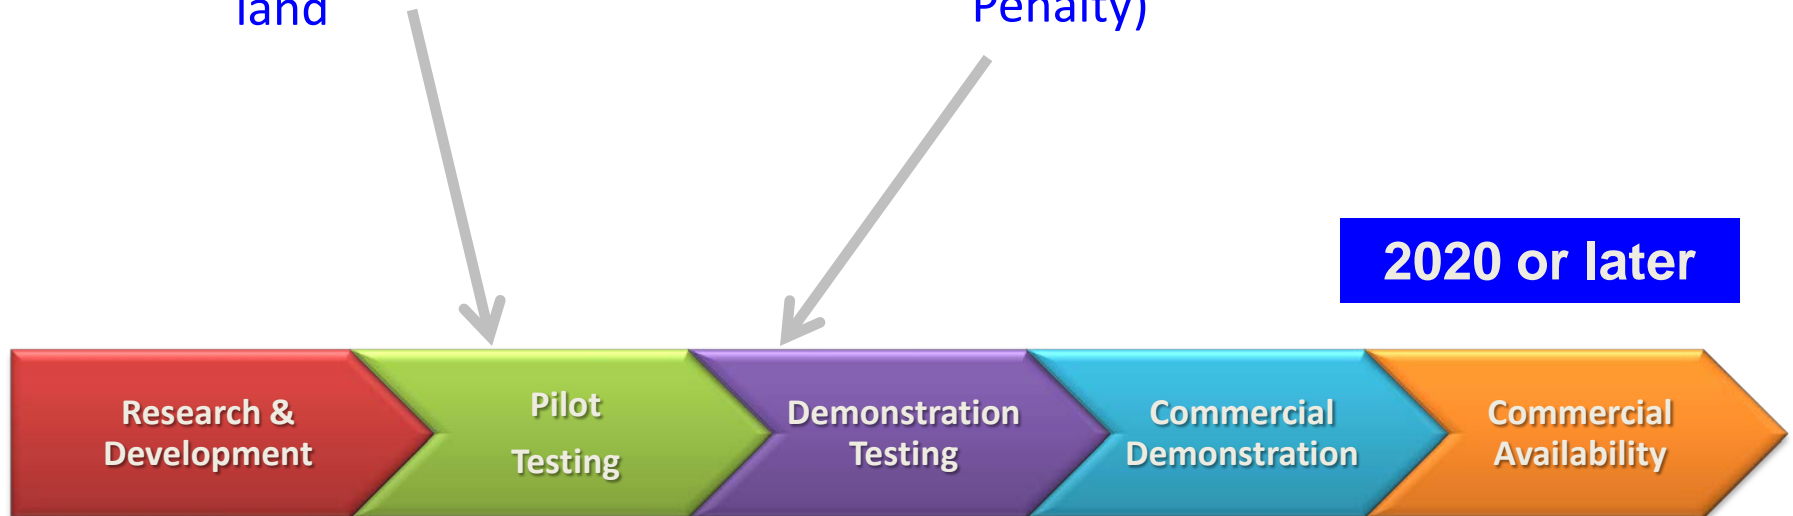 land
Penalty)
2020 or later
Research &
Development
Pilot
Testing
Demonstration
Testing
Commercial
Demonstration
Commercial
Availability